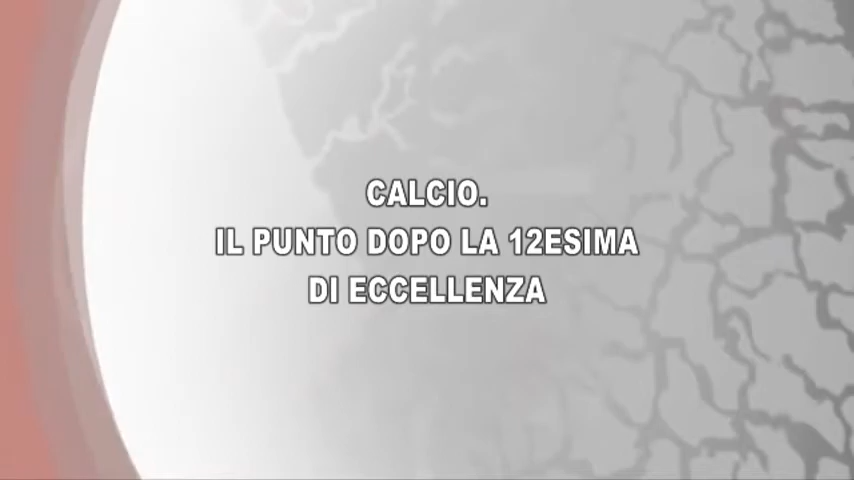 CALCIO.
IL PUNTO DOPO LA 12ESIMA
DI ECCELLENZA